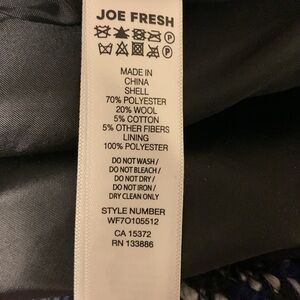 JOE FRESH
MADE IN
CHINA
SHELL
70% POLYESTER
20% WOOL
5% COTTON
5% OTHER FIBERS
LINING
100% POLYESTER
DO NOT WASH /
DO NOT BLEACH /
DO NOT DRY /
DO NOT IRON /
DRY CLEAN ONLY
STYLE NUMBER
WF7O105512
CA 15372
RN 133886